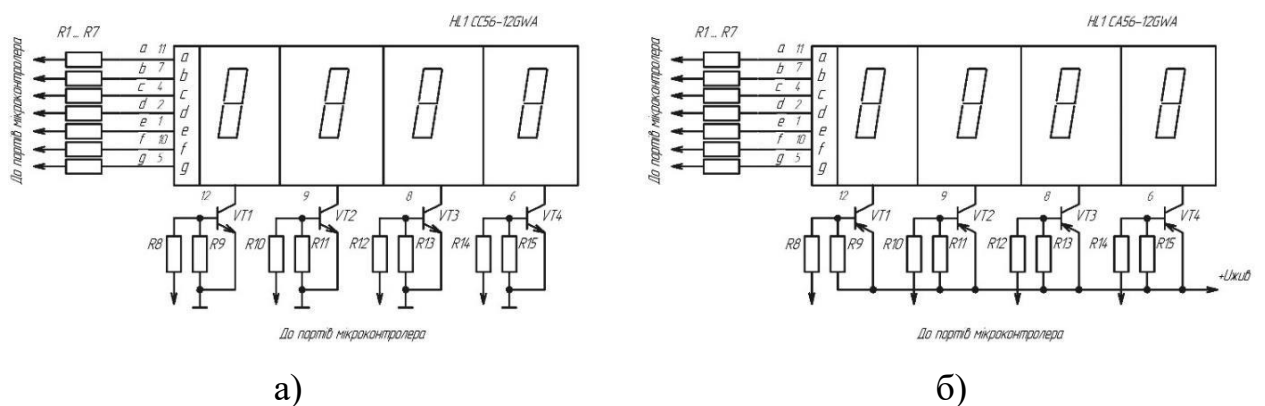 HL1 CC56-12GWA
R1 ... R7
До портів мікроконтролера
a 11 a
b 7 b
c 4 c
d 2 d
e 1 e
f 10 f
g 5 g
12 9 8 6
VT1 VT2 VT3 VT4
R8 R9 R10 R11 R12 R13 R14 R15
До портів мікроконтролера
а)
HL1 CA56-12GWA
R1 ... R7
До портів мікроконтролера
a 11 a
b 7 b
c 4 c
d 2 d
e 1 e
f 10 f
g 5 g
12 9 8 6
VT1 VT2 VT3 VT4
R8 R9 R10 R11 R12 R13 R14 R15
+Uжив
До портів мікроконтролера
б)